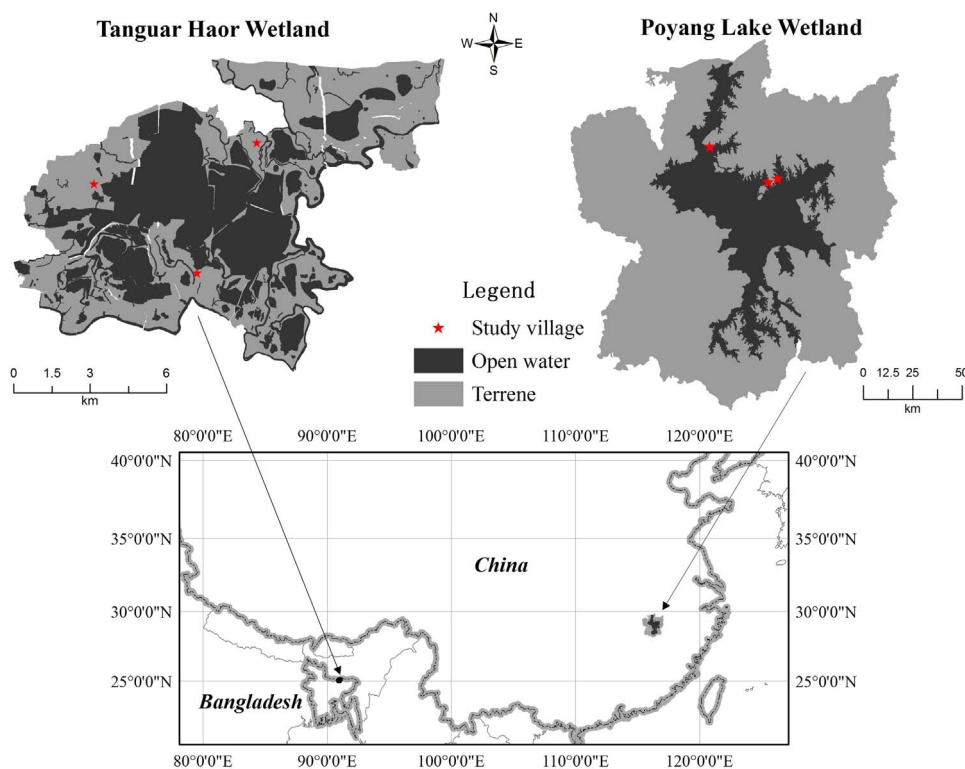 Tanguar Haor Wetland
N
W E
S
Poyang Lake Wetland
Legend
Study village
Open water
Terrene
0 1.5 3 6
km
0 12.5 25 50
km
80°0'0"E 90°0'0"E 100°0'0"E 110°0'0"E 120°0'0"E
40°0'0"N 40°0'0"N
35°0'0"N 35°0'0"N
China
30°0'0"N 30°0'0"N
25°0'0"N 25°0'0"N
Bangladesh
80°0'0"E 90°0'0"E 100°0'0"E 110°0'0"E 120°0'0"E